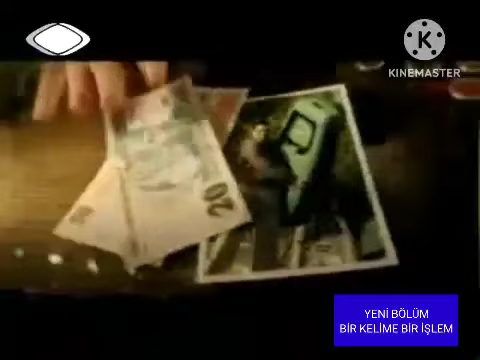 KINEMASTER
20
YENİ BÖLÜM
BİR KELİME BİR İŞLEM